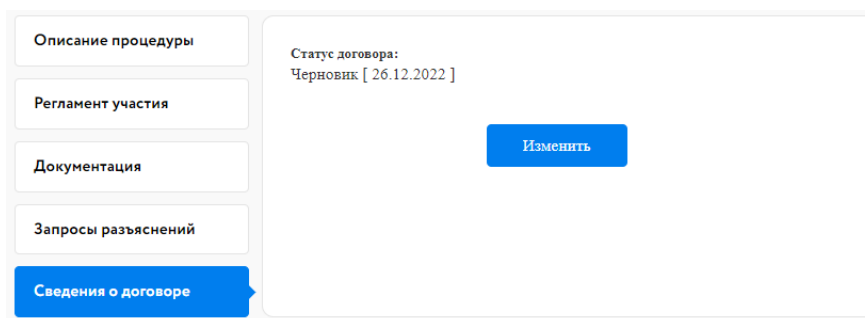 Описание процедуры
Регламент участия
Документация
Запросы разъяснений
Сведения о договоре
Статус договора:
Черновик [ 26.12.2022 ]
Изменить